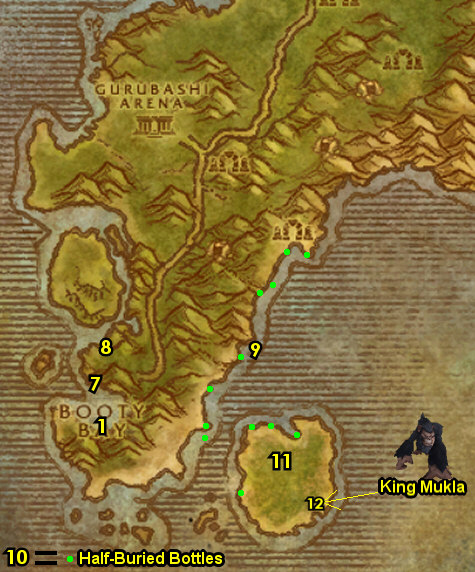 GURUBASHI
ARENA
8
9
7
BOOTY
BAY
1
11
12
King Mukla
10 = Half-Buried Bottles